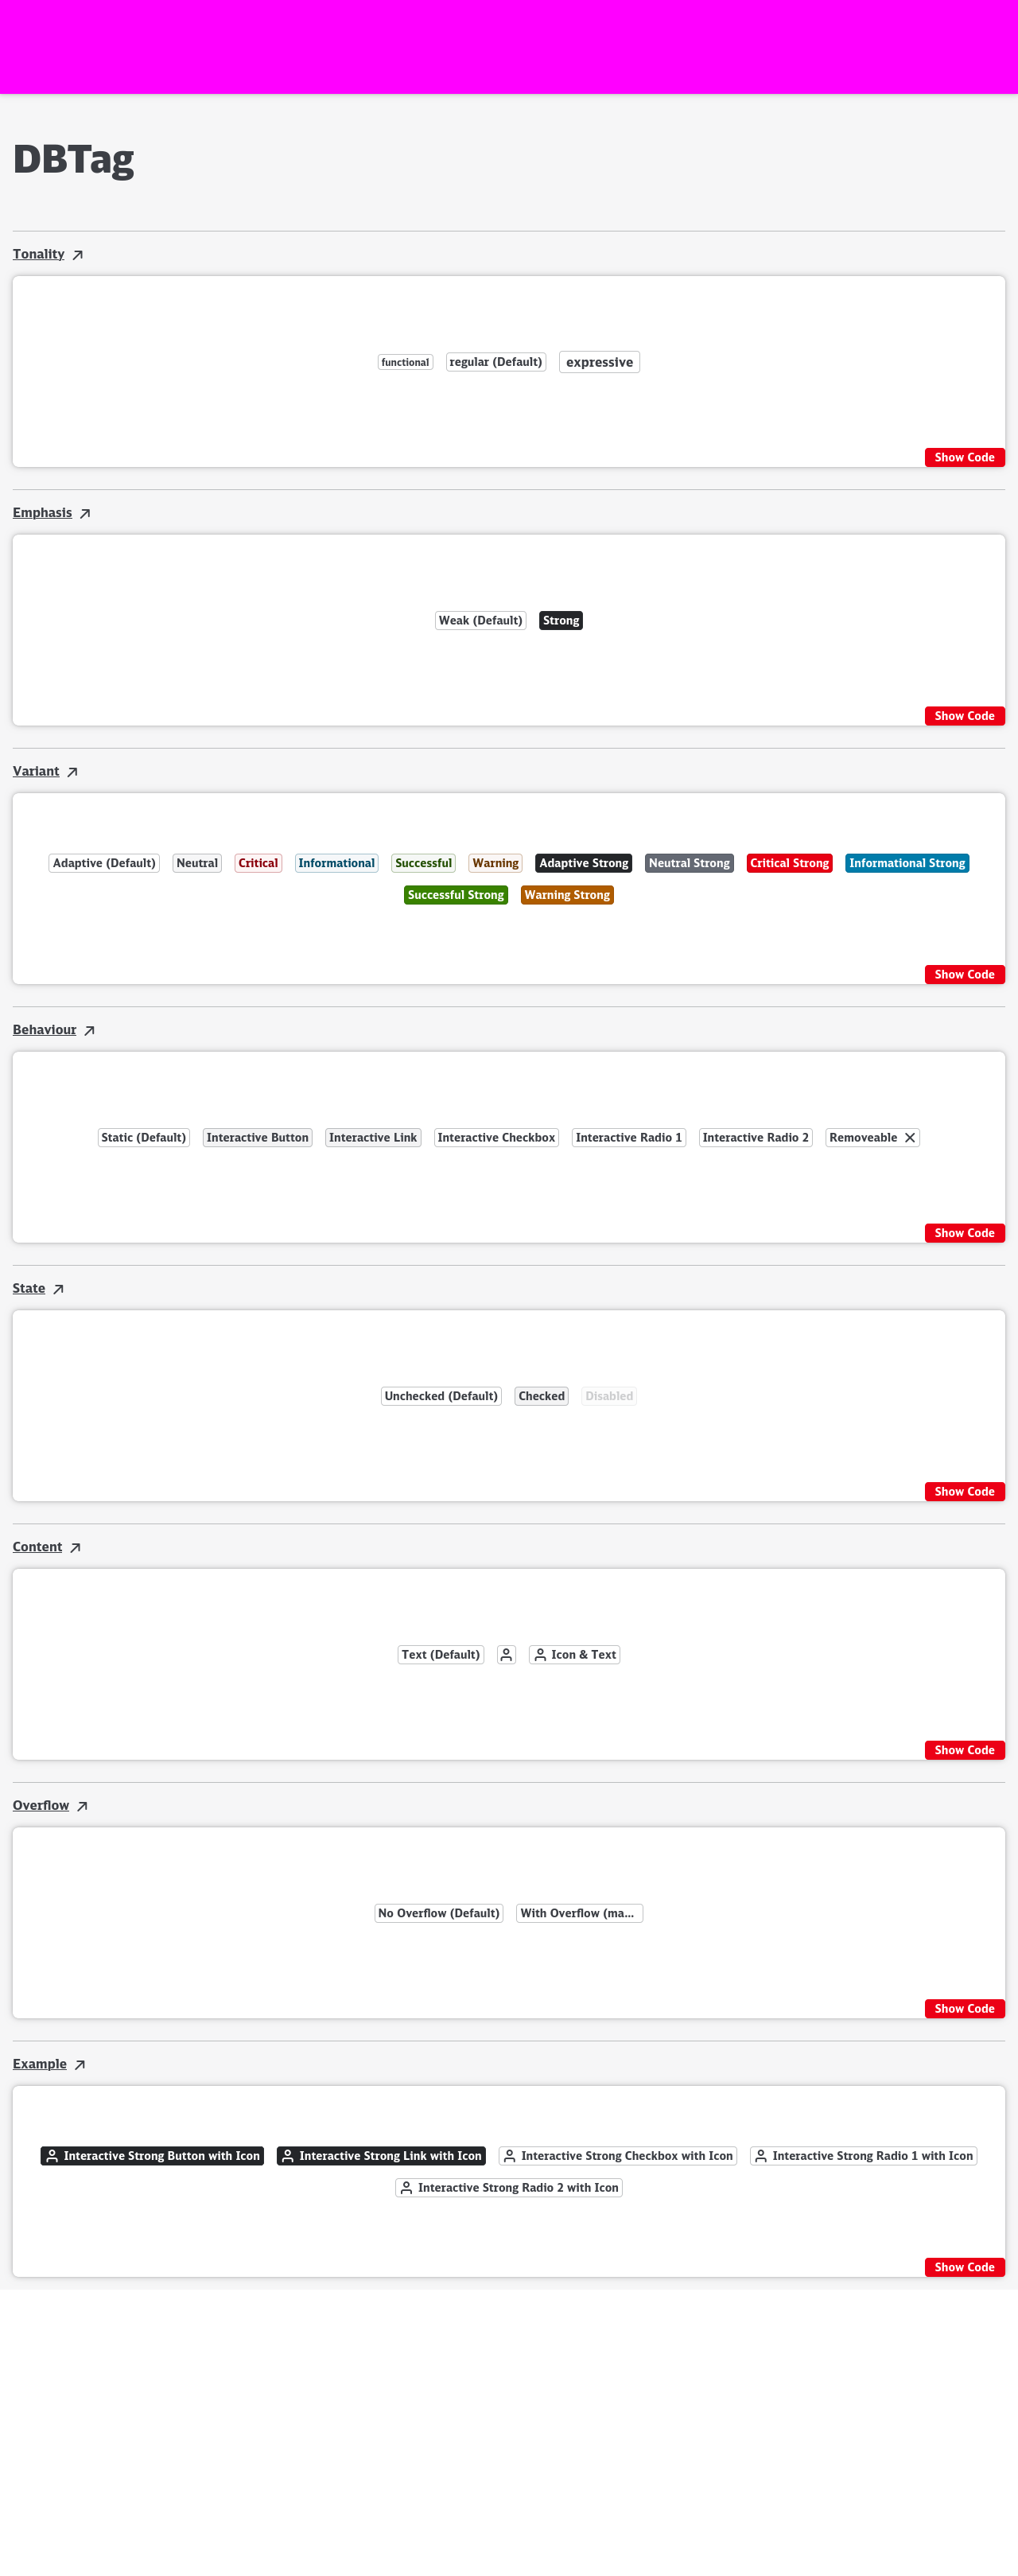 DBTag
Tonality
functional regular (Default) expressive
Show Code
Emphasis
Weak (Default) Strong
Show Code
Variant
Adaptive (Default) Neutral Critical Informational Successful Warning Adaptive Strong Neutral Strong Critical Strong Informational Strong
Successful Strong Warning Strong
Show Code
Behaviour
Static (Default) Interactive Button Interactive Link Interactive Checkbox Interactive Radio 1 Interactive Radio 2 Removeable
Show Code
State
Unchecked (Default) Checked Disabled
Show Code
Content
Text (Default) Icon & Text
Show Code
Overflow
No Overflow (Default) With Overflow (ma...
Show Code
Example
Interactive Strong Button with Icon Interactive Strong Link with Icon Interactive Strong Checkbox with Icon Interactive Strong Radio 1 with Icon
Interactive Strong Radio 2 with Icon
Show Code